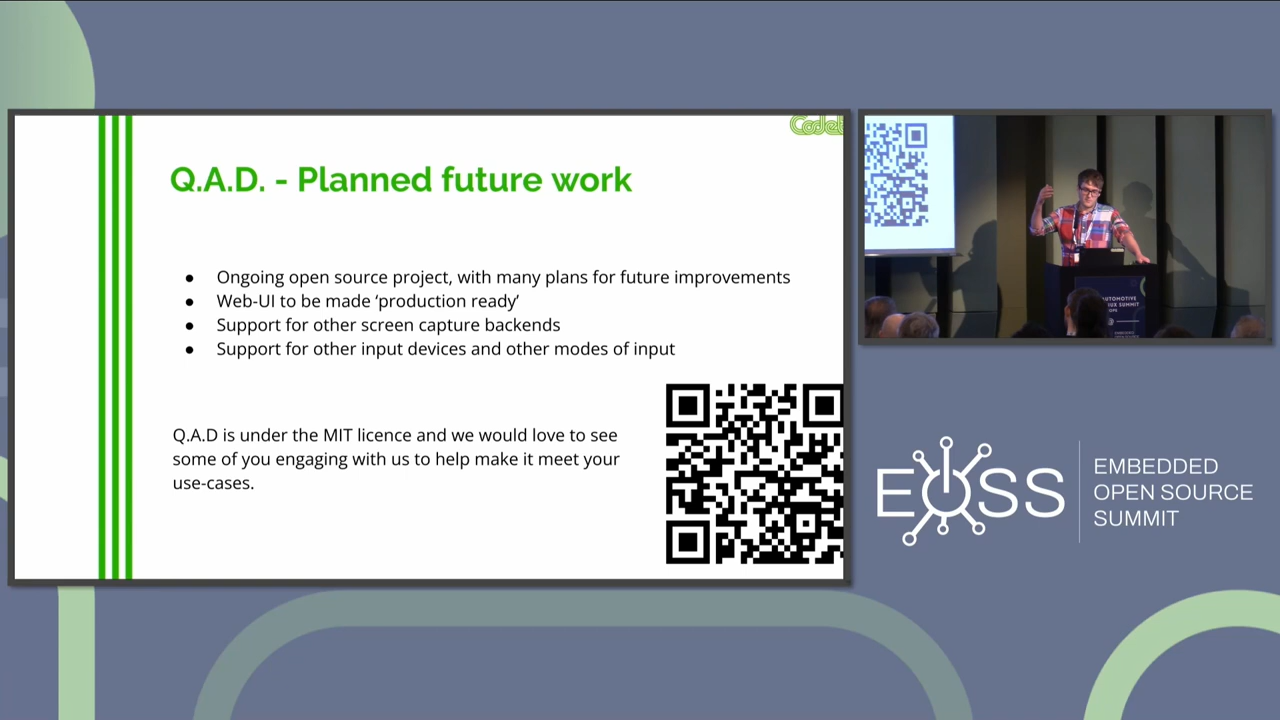 Q.A.D. - Planned future work
● Ongoing open source project, with many plans for future improvements
● Web-UI to be made ‘production ready’
● Support for other screen capture backends
● Support for other input devices and other modes of input
Q.A.D is under the MIT licence and we would love to see
some of you engaging with us to help make it meet your
use-cases.
AUTOMOTIVE
SUMMIT
EOSS
EMBEDDED
OPEN SOURCE
SUMMIT